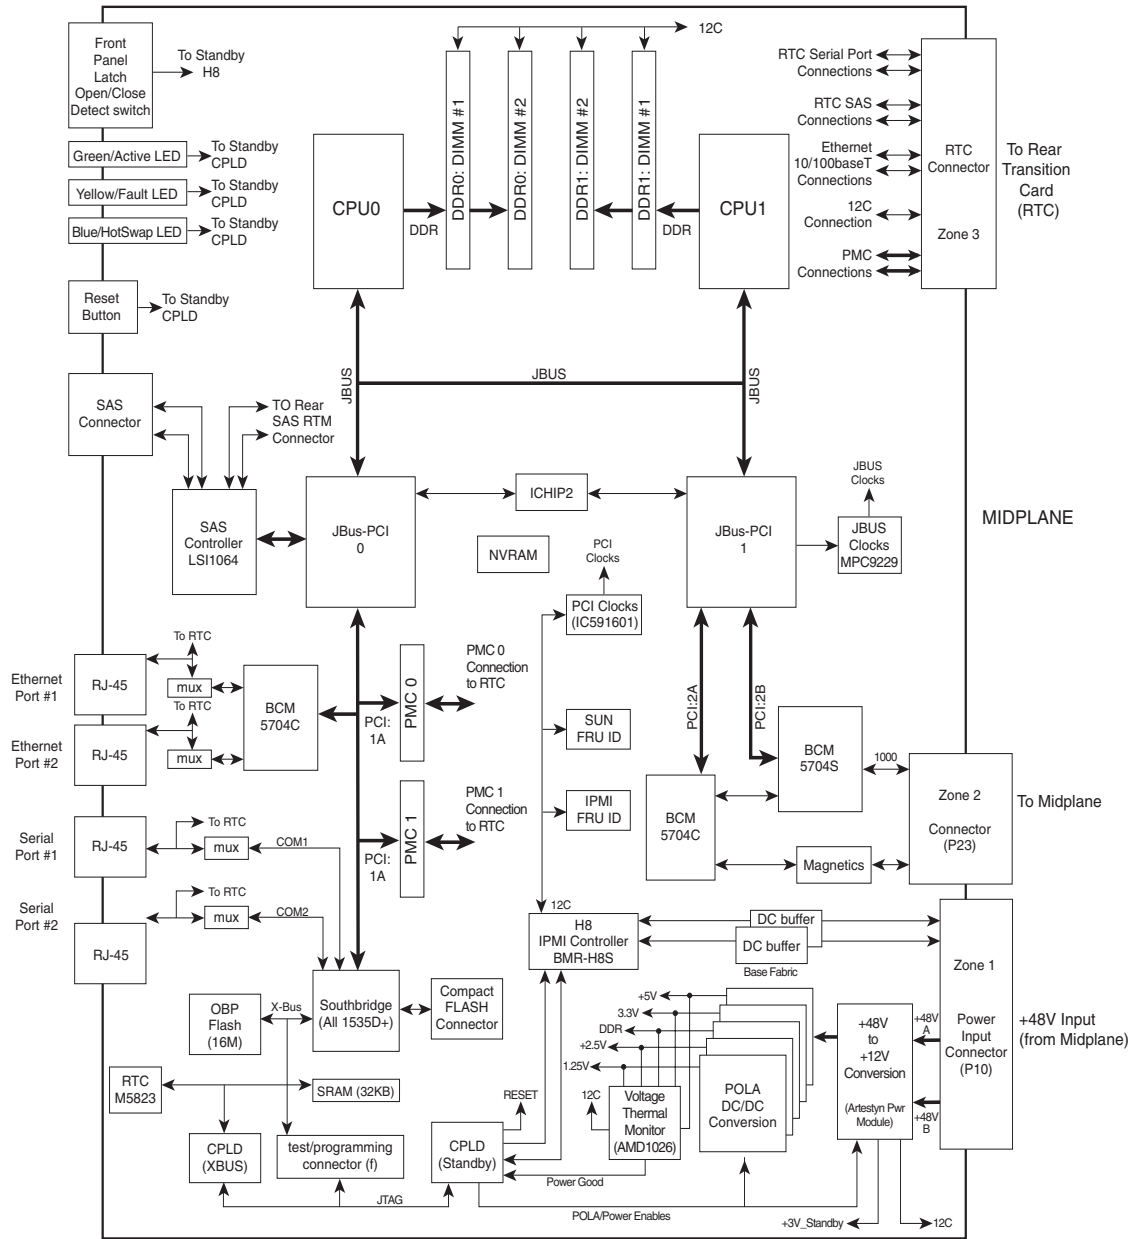 Front
Panel
Latch
Open/Close
Detect switch
To Standby
H8
Green/Active LED
To Standby
CPLD
Yellow/Fault LED
To Standby
CPLD
Blue/HotSwap LED
To Standby
CPLD
Reset
Button
To Standby
CPLD
SAS
Connector
TO Rear
SAS RTM
Connector
SAS
Controller
LSI1064
12C
DDR0: DIMM #1
DDR0: DIMM #2
DDR1: DIMM #2
DDR1: DIMM #1
CPU0
DDR
CPU1
DDR
RTC Serial Port
Connections
RTC SAS
Connections
Ethernet
10/100baseT
Connections
12C
Connection
PMC
Connections
RTC
Connector
Zone 3
To Rear
Transition
Card
(RTC)
JBUS
JBUS
JBUS
JBus-PCI
0
ICHIP2
JBus-PCI
1
JBUS
Clocks
JBUS
Clocks
MPC9229
MIDPLANE
NVRAM
PCI
Clocks
PCI Clocks
(IC591601)
Ethernet
Port #1
RJ-45
To RTC
mux
To RTC
Ethernet
Port #2
RJ-45
mux
BCM
5704C
PCI:
1A
PMC 0
PMC 0
Connection
to RTC
SUN
FRU ID
PCI:2A
PCI:2B
BCM
5704S
1000
Zone 2
Connector
(P23)
To Midplane
Serial
Port #1
RJ-45
To RTC
mux
COM1
PCI:
1A
PMC 1
PMC 1
Connection
to RTC
IPMI
FRU ID
BCM
5704C
Magnetics
Serial
Port #2
RJ-45
To RTC
mux
COM2
12C
H8
IPMI Controller
BMR-H8S
DC buffer
DC buffer
Base Fabric
Zone 1
Power
Input
Connector
(P10)
+48V Input
(from Midplane)
OBP
Flash
(16M)
X-Bus
Southbridge
(All 1535D+)
Compact
FLASH
Connector
+5V
3.3V
DDR
+2.5V
1.25V
POLA
DC/DC
Conversion
+48V
to
+12V
Conversion
(Artestyn Pwr
Module)
+48V
A
+48V
B
RTC
M5823
SRAM (32KB)
RESET
12C
Voltage
Thermal
Monitor
(AMD1026)
CPLD
(XBUS)
test/programming
connector (f)
CPLD
(Standby)
Power Good
JTAG
POLA/Power Enables
+3V_Standby
12C